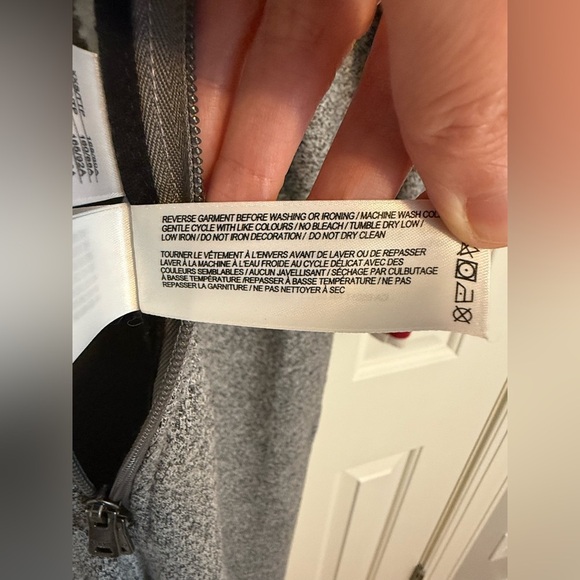 REVERSE GARMENT BEFORE WASHING OR IRONING / MACHINE WASH
GENTLE CYCLE WITH LIKE COLOURS / NO BLEACH / TUMBLE DRY LOW /
LOW IRON / DO NOT IRON DECORATION / DO NOT DRY CLEAN
TOURNER LE VÊTEMENT À L'ENVERS AVANT DE LAVER OU DE REPASSER
LAVER À LA MACHINE À L'EAU FROIDE AU CYCLE DÉLICAT AVEC DES
COULEURS SEMBLABLES / AUCUN JAVELLISANT / SÉCHAGE PAR CULBUTAGE
À BASSE TEMPÉRATURE /REPASSER À BASSE TEMPÉRATURE / NE PAS
REPASSER LA GARNITURE / NE PAS NETTOYER À SEC